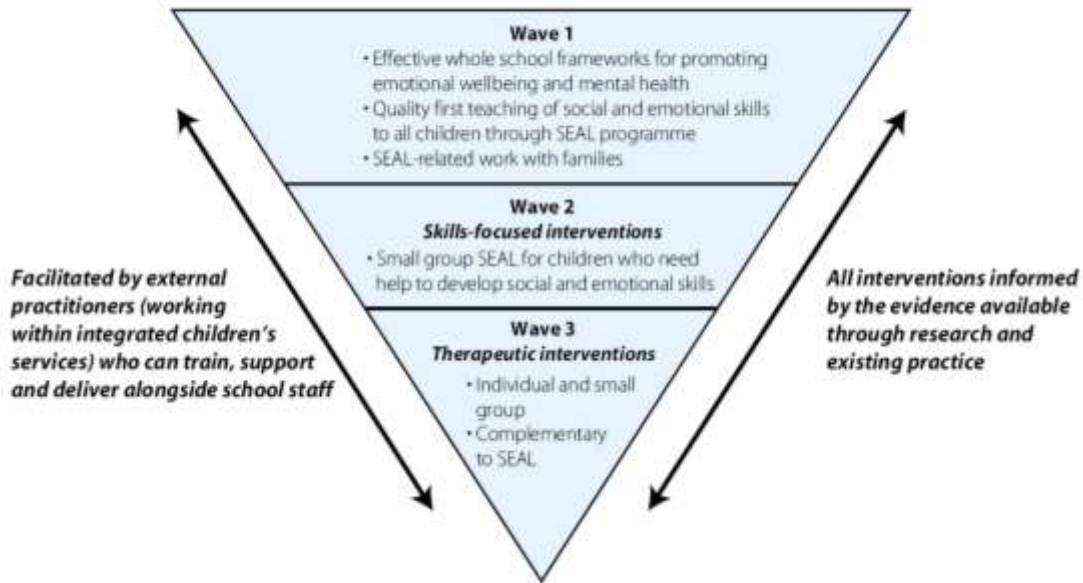 Wave 1
• Effective whole school frameworks for promoting
emotional wellbeing and mental health
• Quality first teaching of social and emotional skills
to all children through SEAL programme
• SEAL-related work with families
Wave 2
Skills-focused interventions
• Small group SEAL for children who need
help to develop social and emotional skills
Wave 3
Therapeutic interventions
• Individual and small
group
• Complementary
to SEAL
Facilitated by external
practitioners (working
within integrated children's
services) who can train, support
and deliver alongside school staff
All interventions informed
by the evidence available
through research and
existing practice